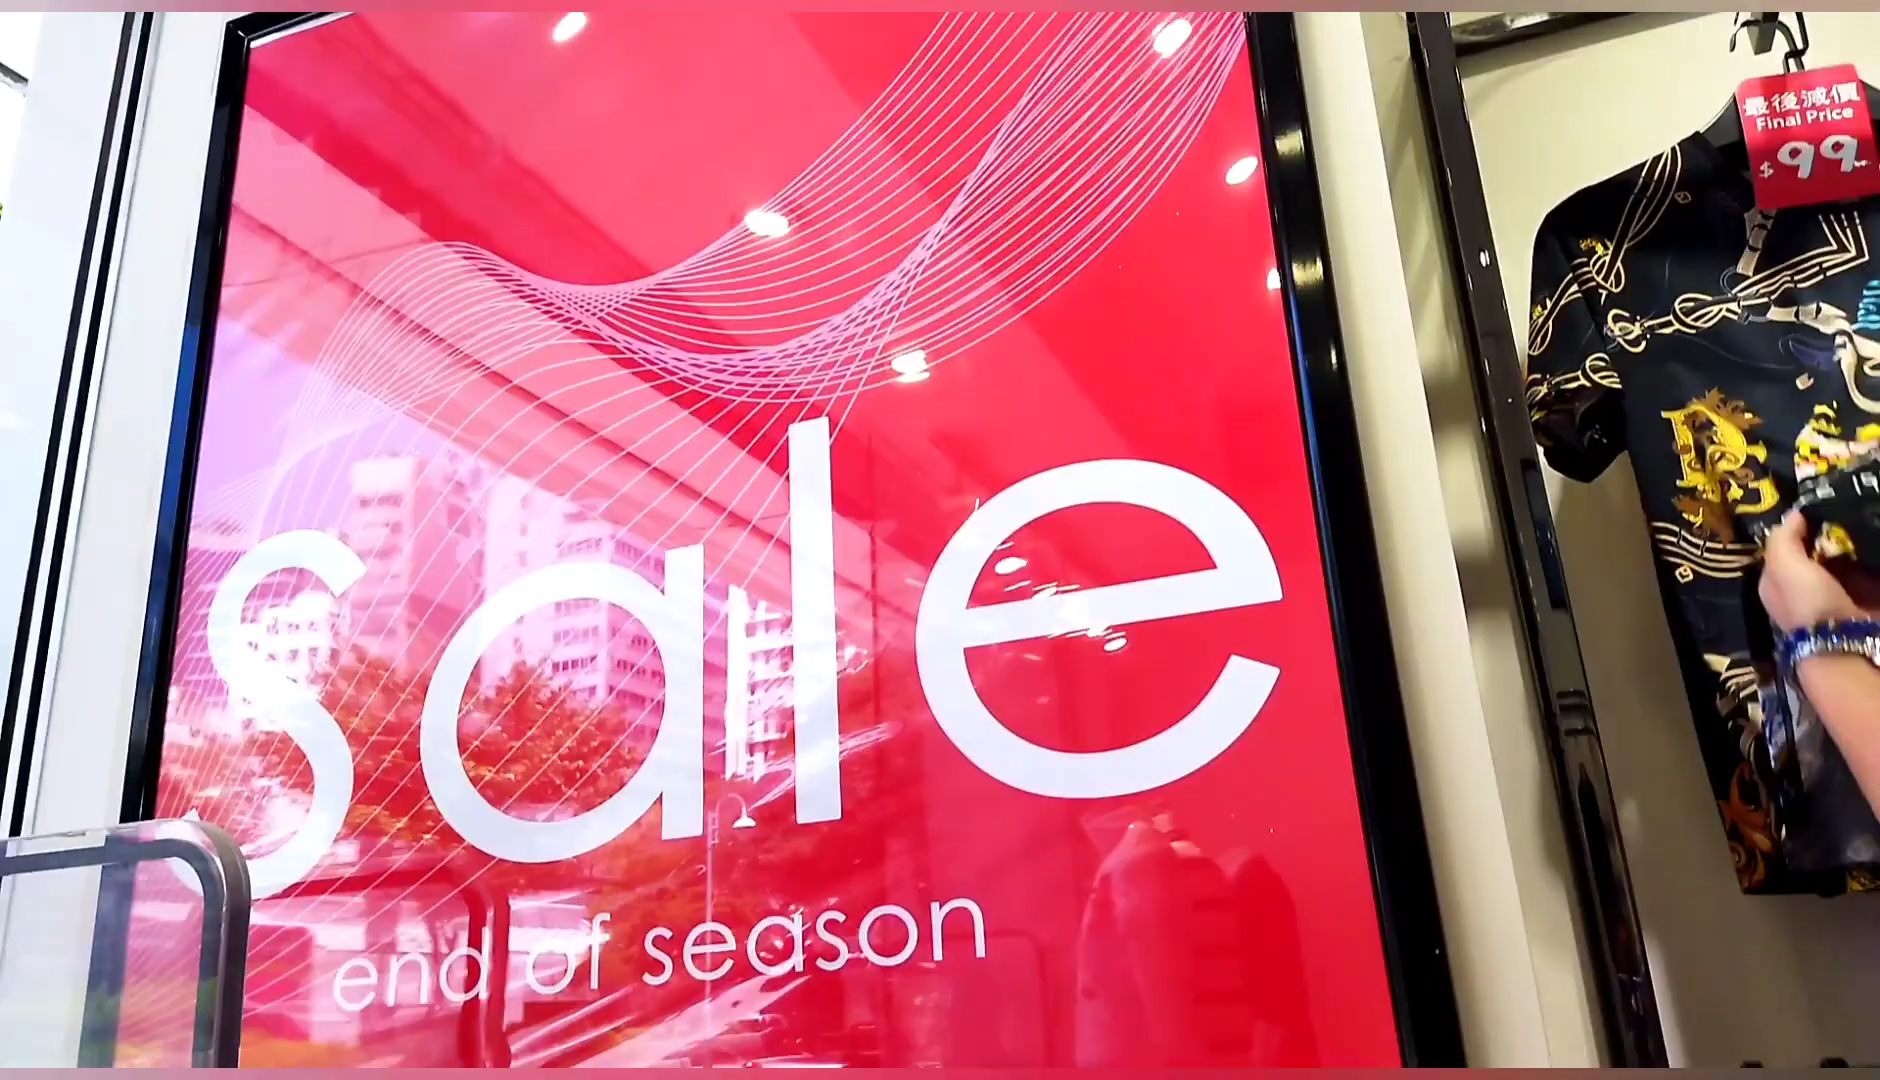 sale
end of season
最後減價
Final Price
$99